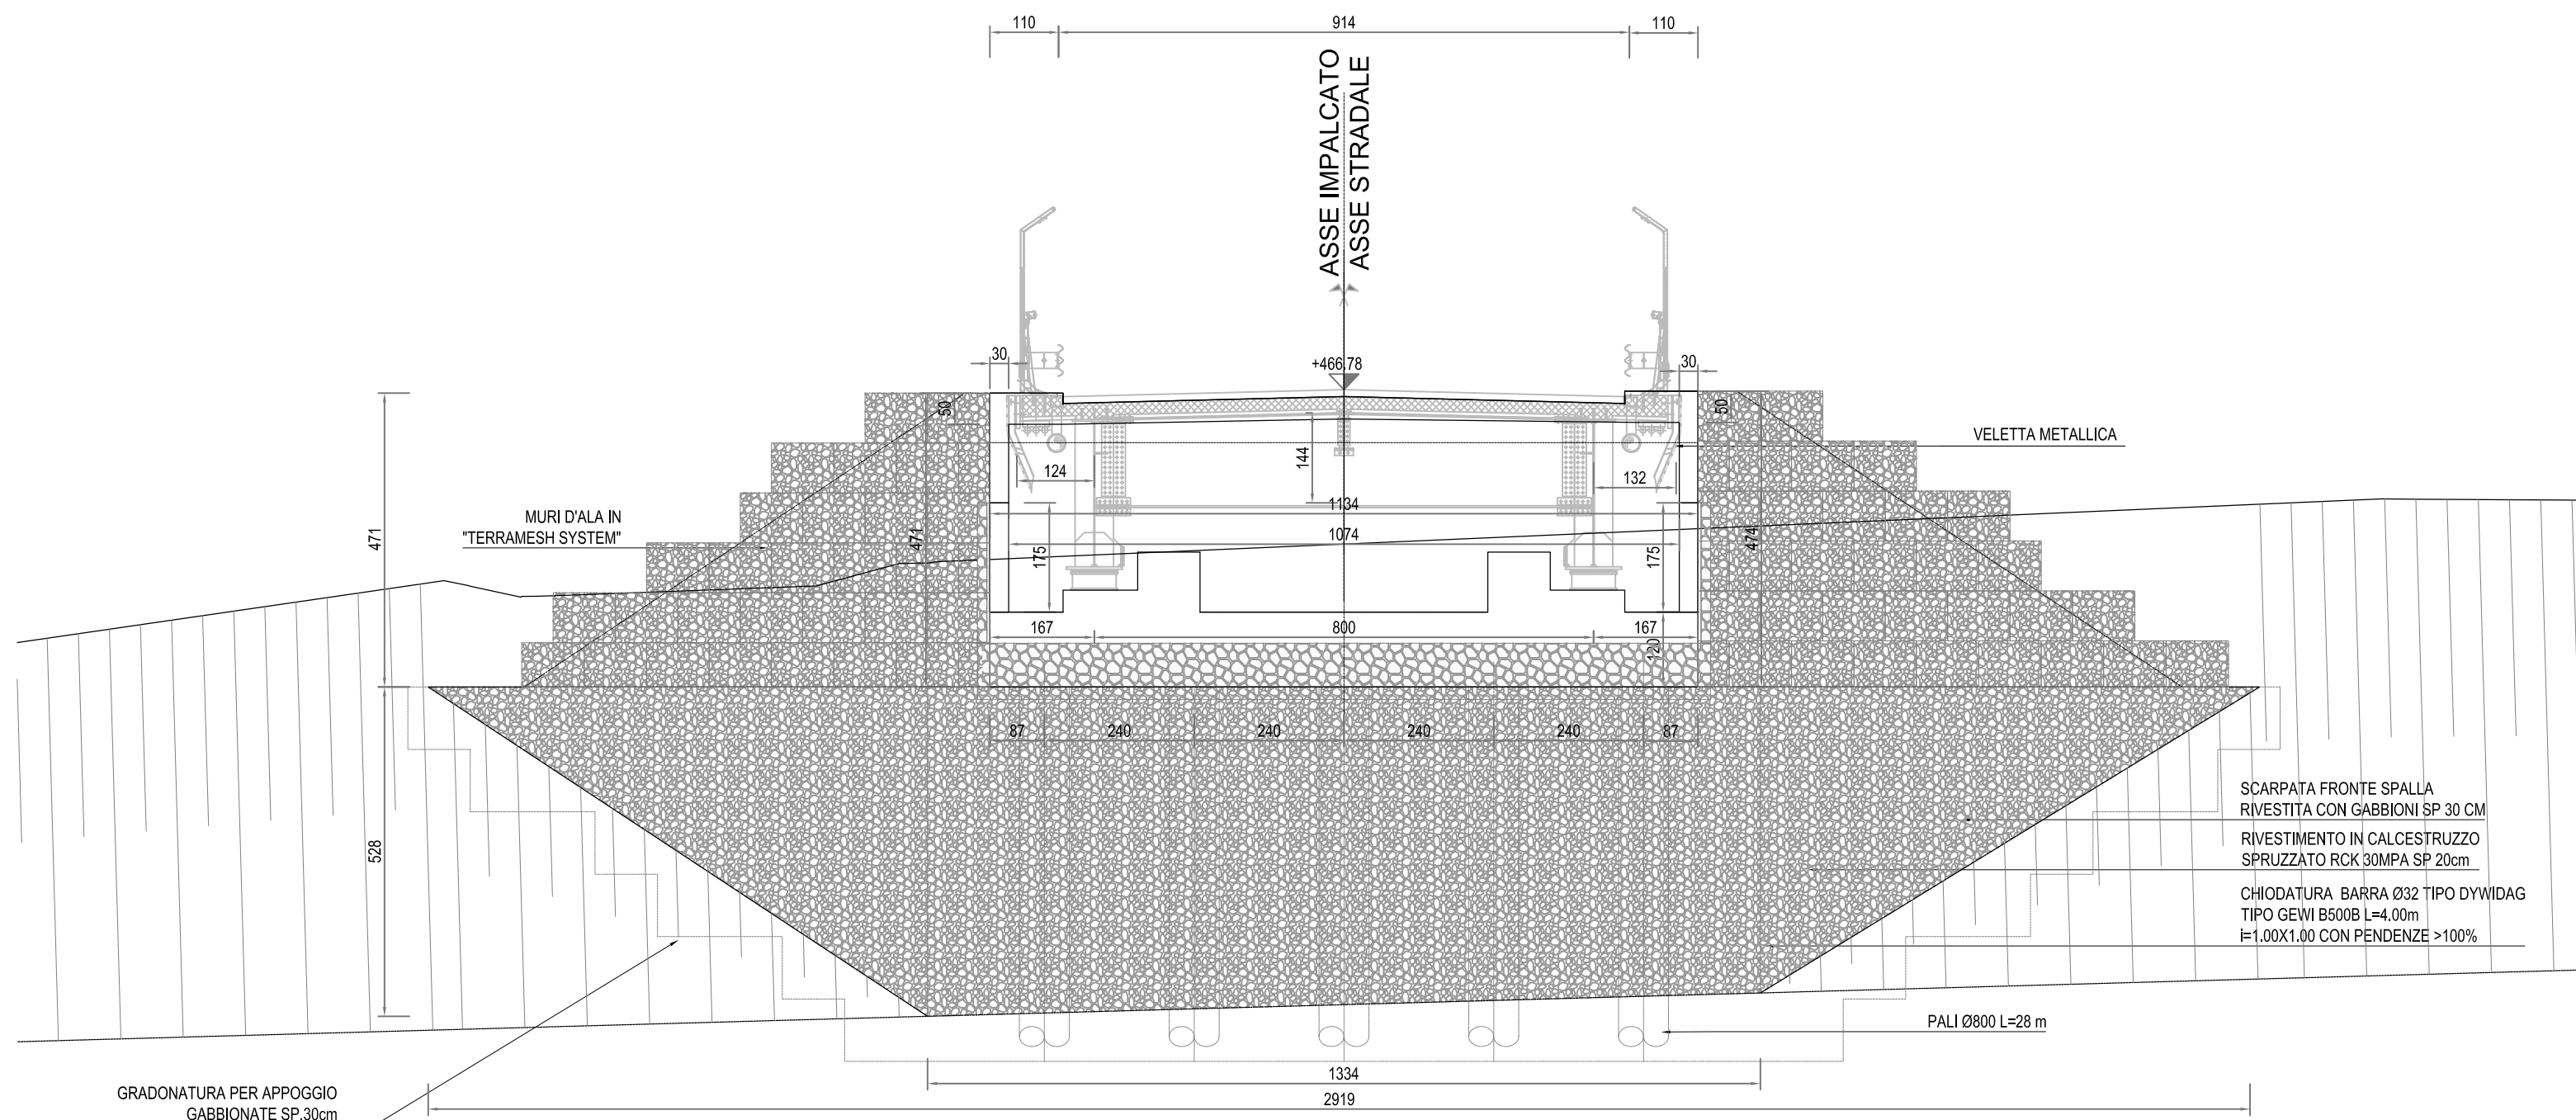 110
914
110
ASSE IMPALCATO
ASSE STRADALE
30
+466.78
30
50
50
VELETTA METALLICA
144
124
132
MURI D'ALA IN
"TERRAMESH SYSTEM"
471
471
1134
1074
175
175
474
167
800
167
120
87
240
240
240
240
87
528
SCARPATA FRONTE SPALLA
RIVESTITA CON GABBIONI SP 30 CM
RIVESTIMENTO IN CALCESTRUZZO
SPRUZZATO RCK 30MPA SP 20cm
CHIODATURA BARRA Ø32 TIPO DYWIDAG
TIPO GEWI B500B L=4.00m
i=1.00X1.00 CON PENDENZE >100%
PALI Ø800 L=28 m
1334
2919
GRADONATURA PER APPOGGIO
GABBIONATE SP.30cm